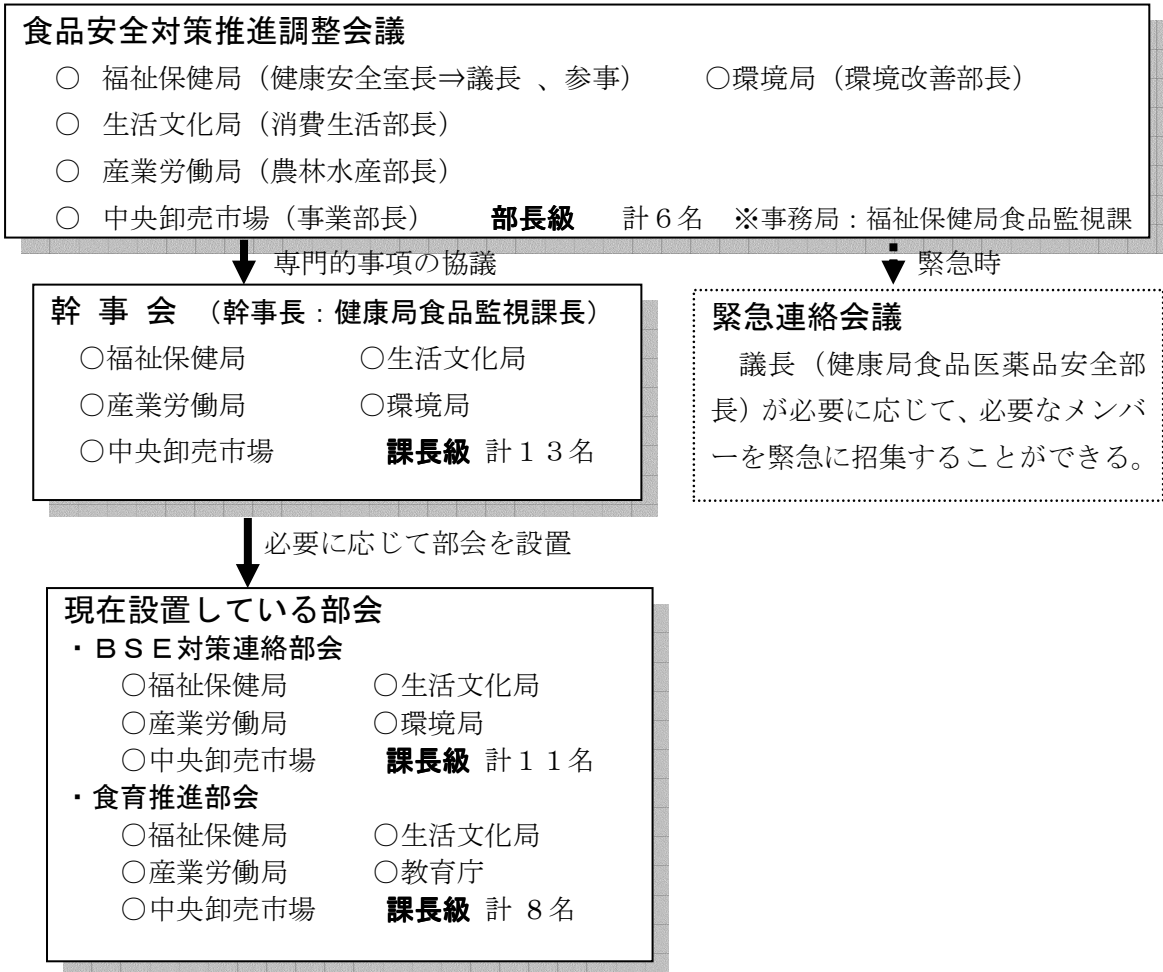 食品安全対策推進調整会議
○ 福祉保健局（健康安全室長⇒議長 、参事） ○環境局（環境改善部長）
○ 生活文化局（消費生活部長）
○ 産業労働局（農林水産部長）
○ 中央卸売市場（事業部長） 部長級 計６名 ※事務局：福祉保健局食品監視課
専門的事項の協議
緊急時
幹 事 会 （幹事長：健康局食品監視課長）
○福祉保健局 ○生活文化局
○産業労働局 ○環境局
○中央卸売市場 課長級 計１３名
緊急連絡会議
議長（健康局食品医薬品安全部
長）が必要に応じて、必要なメンバ
ーを緊急に招集することができる。
必要に応じて部会を設置
現在設置している部会
・ＢＳＥ対策連絡部会
○福祉保健局 ○生活文化局
○産業労働局 ○環境局
○中央卸売市場 課長級 計１１名
・食育推進部会
○福祉保健局 ○生活文化局
○産業労働局 ○教育庁
○中央卸売市場 課長級 計 ８名